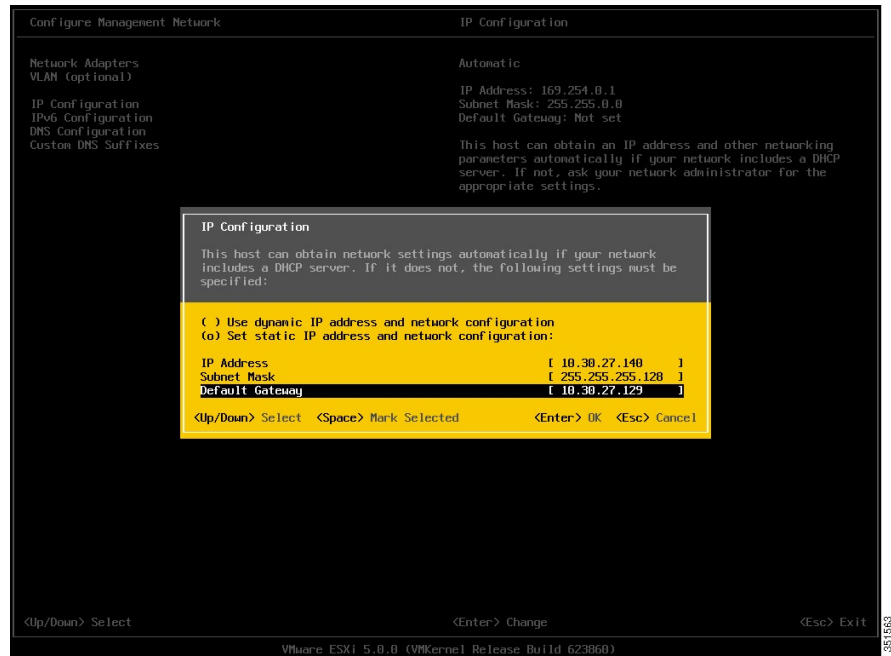 Configure Management Network
IP Configuration
Network Adapters
VLAN (optional)
IP Configuration
IPv6 Configuration
DNS Configuration
Custom DNS Suffixes
Automatic
IP Address: 169.254.0.1
Subnet Mask: 255.255.0.0
Default Gateway: Not set
This host can obtain an IP address and other networking
parameters automatically if your network includes a DHCP
server. If not, ask your network administrator for the
appropriate settings.
IP Configuration
This host can obtain network settings automatically if your network
includes a DHCP server. If it does not, the following settings must be
specified:
( ) Use dynamic IP address and network configuration
(o) Set static IP address and network configuration:
IP Address [ 10.30.27.140 ]
Subnet Mask [ 255.255.255.128 ]
Default Gateway [ 10.30.27.129 ]
<Up/Down> Select <Space> Mark Selected <Enter> OK <Esc> Cancel
<Up/Down> Select <Enter> Change <Esc> Exit
VMware ESXi 5.0.0 (VMKernel Release Build 623860)
351563